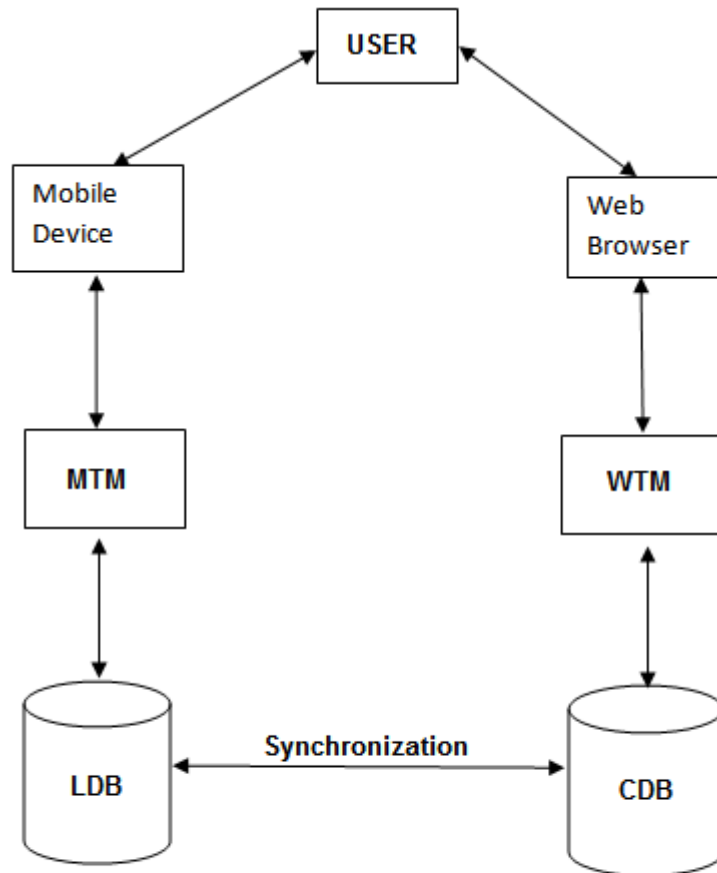 USER
Mobile
Device
Web
Browser
MTM
WTM
Synchronization
LDB
CDB